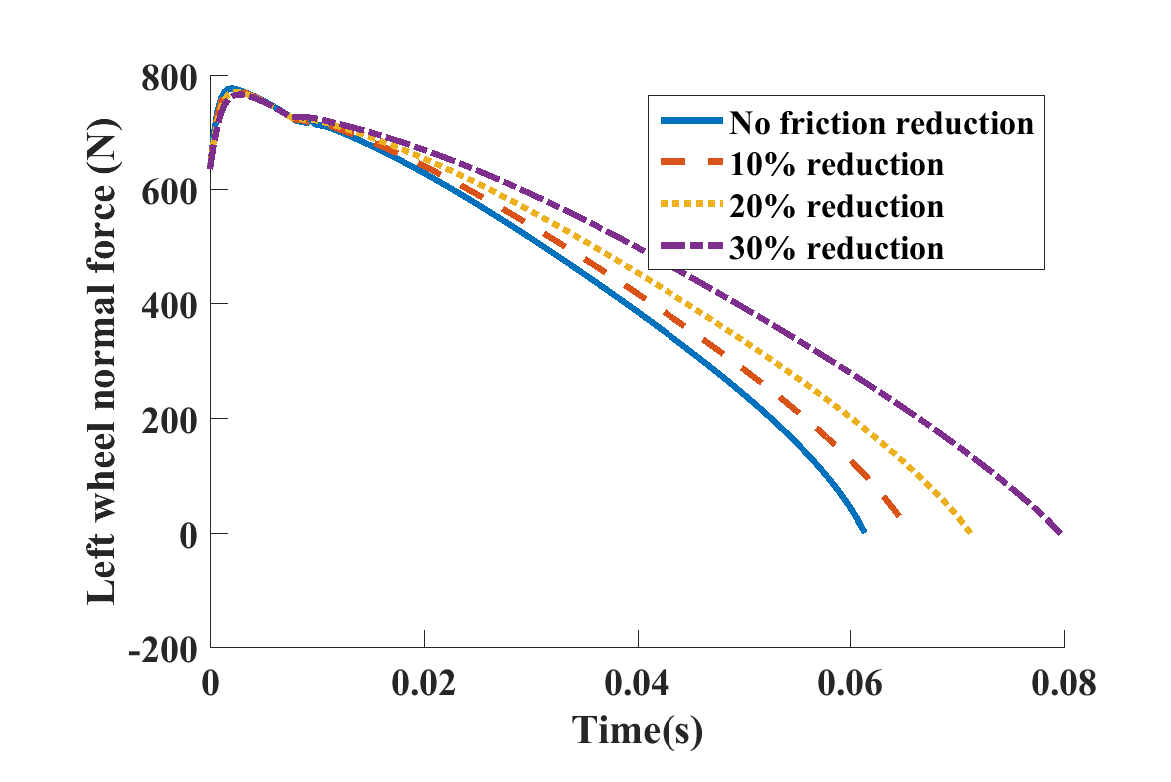 800
600
400
200
0
-200
0
0.02
0.04
0.06
0.08
Left wheel normal force (N)
Time(s)
No friction reduction
10% reduction
20% reduction
30% reduction